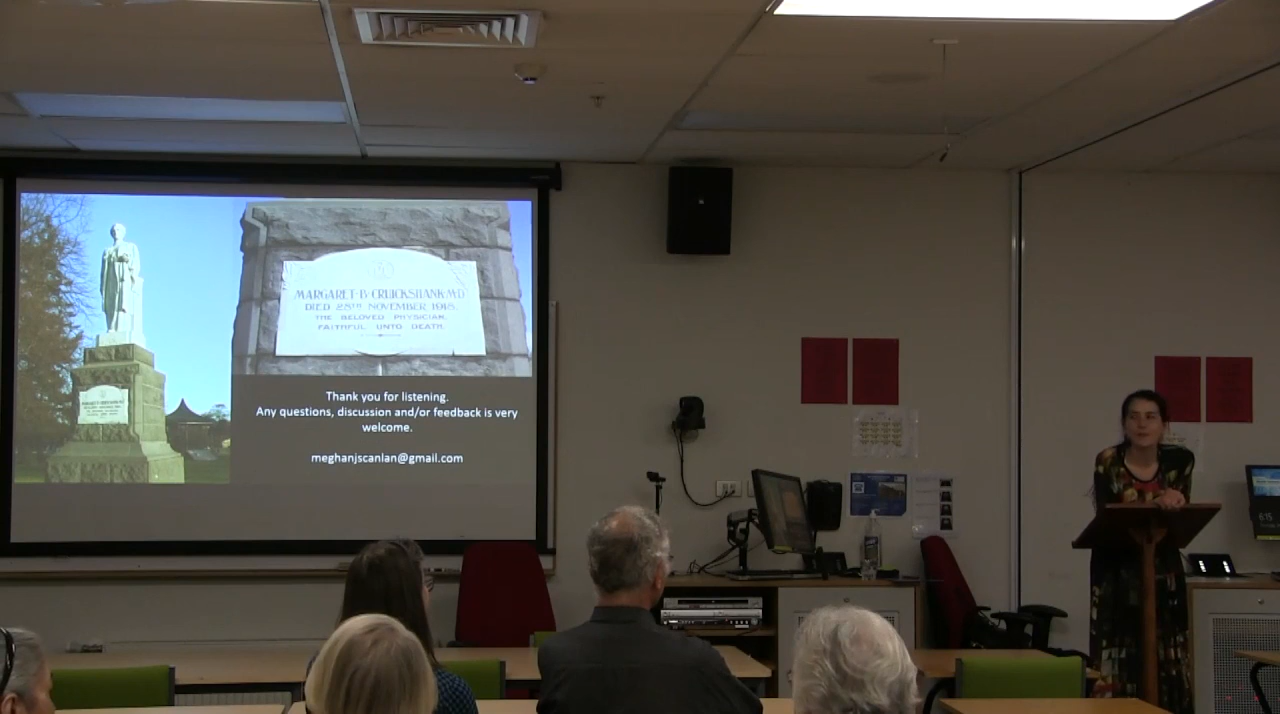 MARGARET·B·CRUICKSHANK·M·D·
DIED 28TH NOVEMBER 1918.
THE BELOVED PHYSICIAN.
FAITHFUL UNTO DEATH.
Thank you for listening.
Any questions, discussion and/or feedback is very
welcome.
meghanjscanlan@gmail.com